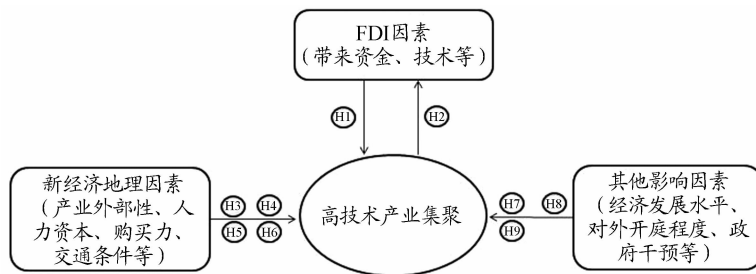 FDI因素
（带来资金、技术等）
H1
H2
新经济地理因素
（产业外部性、人
力资本、购买力、
交通条件等）
H3 H4
H5 H6
高技术产业集聚
H7 H8
H9
其他影响因素
（经济发展水平、
对外开庭程度、政
府干预等）